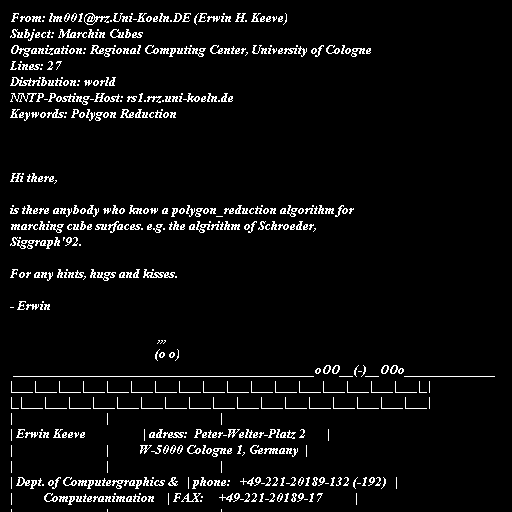 From: lm001@rrz.Uni-Koeln.DE (Erwin H. Keeve)
Subject: Marchin Cubes
Organization: Regional Computing Center, University of Cologne
Lines: 27
Distribution: world
NNTP-Posting-Host: rs1.rrz.uni-koeln.de
Keywords: Polygon Reduction
Hi there,
is there anybody who know a polygon_reduction algorithm for
marching cube surfaces. e.g. the algirithm of Schroeder,
Siggraph'92.
For any hints, hugs and kisses.
- Erwin
,,,
(o o)
___________________________________________oOO__(-)__OOo_____________
|___|___|___|___|___|___|___|___|___|___|___|___|___|___|___|___|___|_|
|_|___|___|___|___|___|___|___|___|___|___|___|___|___|___|___|___|___|
| | |
| Erwin Keeve | adress: Peter-Welter-Platz 2 |
| | W-5000 Cologne 1, Germany |
| | |
| Dept. of Computergraphics & | phone: +49-221-20189-132 (-192) |
| Computeranimation | FAX: +49-221-20189-17 |